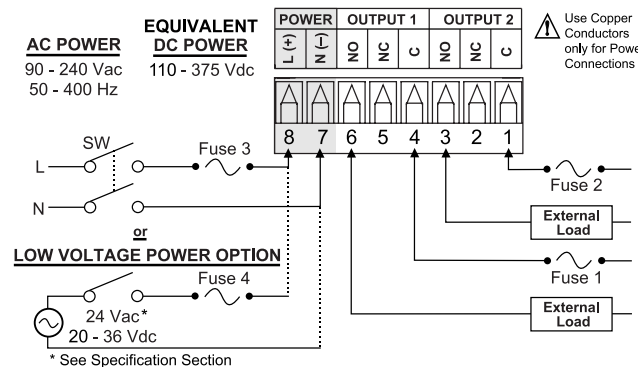 AC POWER
90 - 240 Vac
50 - 400 Hz
EQUIVALENT
DC POWER
110 - 375 Vdc
POWER OUTPUT 1 OUTPUT 2
L (+) N (−) NO NC C NO NC C
Use Copper
Conductors
only for
Connections
8 7 6 5 4 3 2 1
SW
Fuse 3
L
N
or
LOW VOLTAGE POWER OPTION
Fuse 4
24 Vac*
20 - 36 Vdc
* See Specification Section
Fuse 2
External
Load
Fuse 1
External
Load